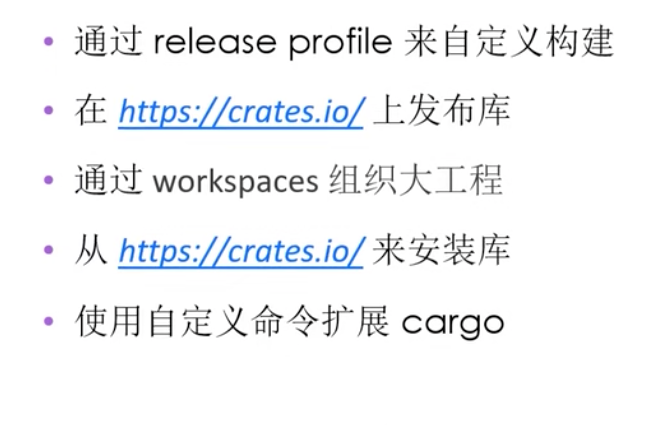 • 通过 release profile 来自定义构建
• 在 https://crates.io/ 上发布库
• 通过 workspaces 组织大工程
• 从 https://crates.io/ 来安装库
• 使用自定义命令扩展 cargo